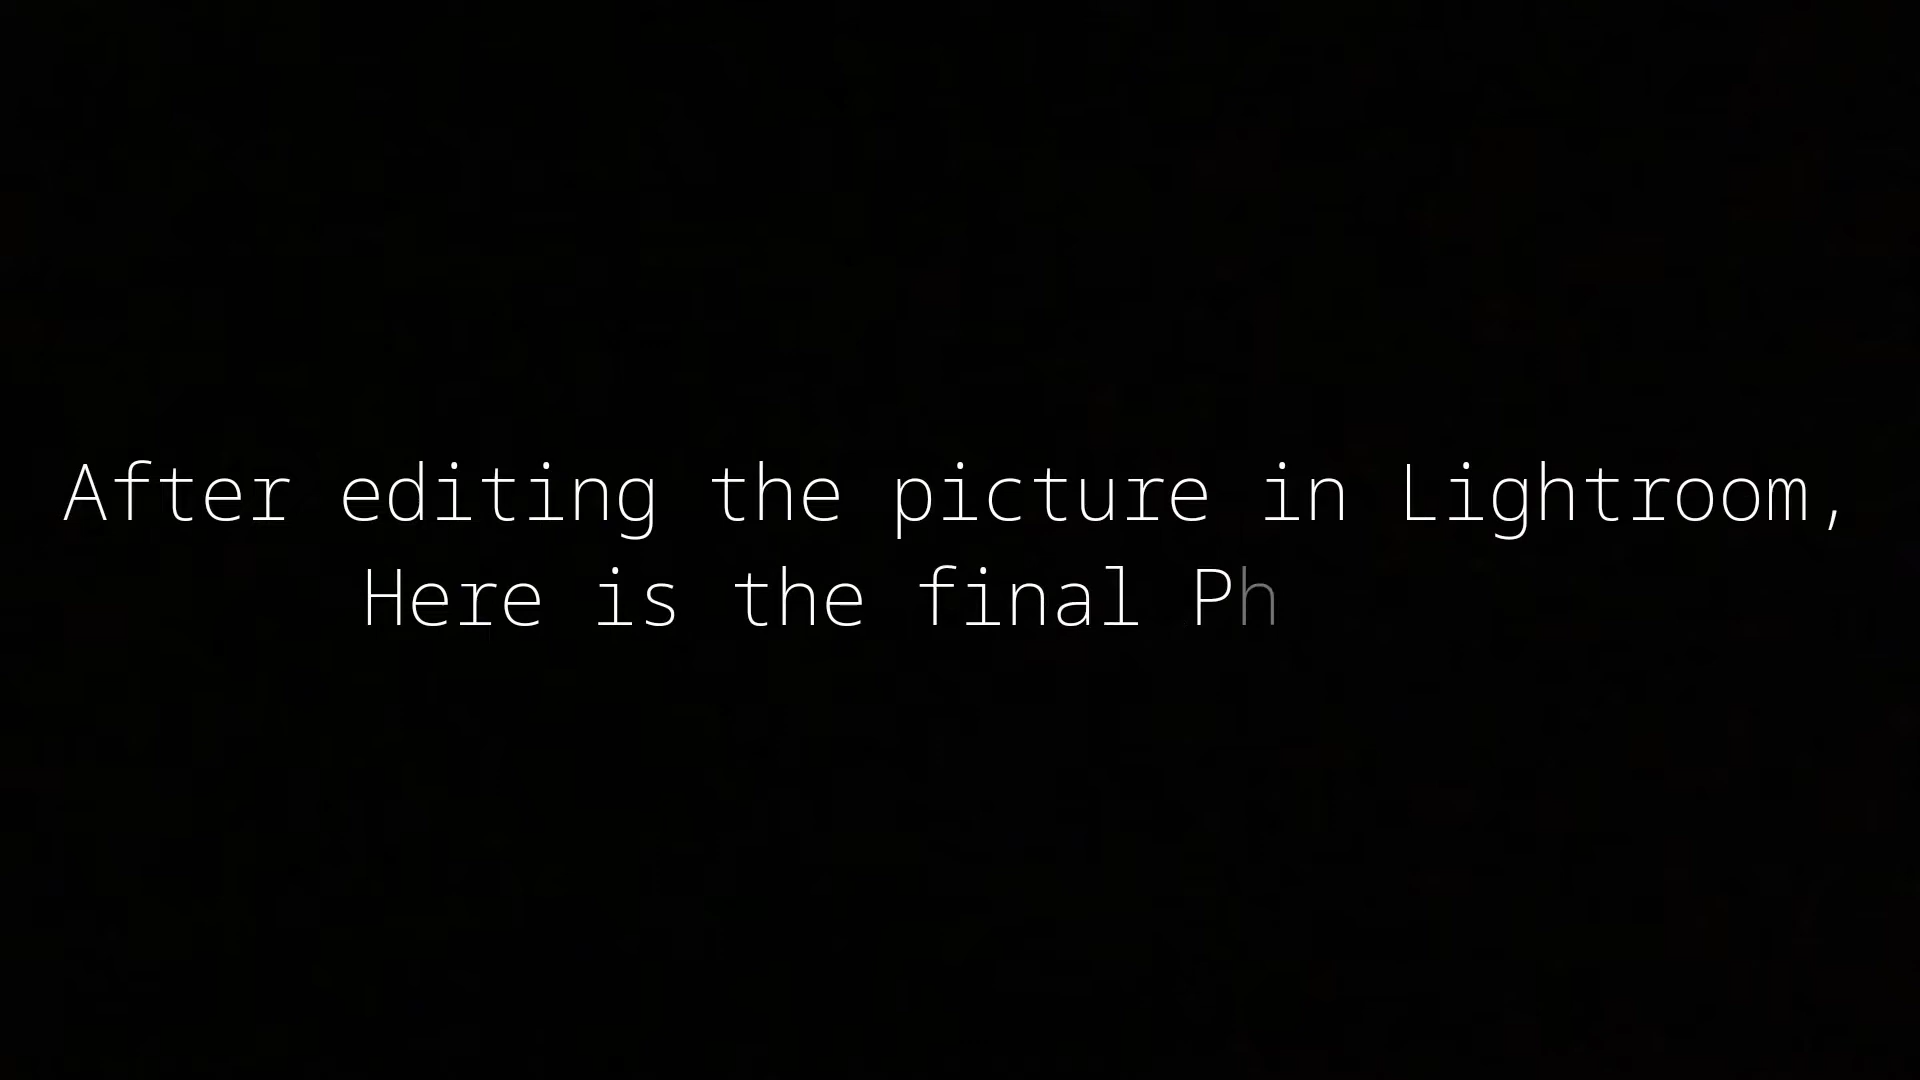 After editing the picture in Lightroom,
Here is the final Ph